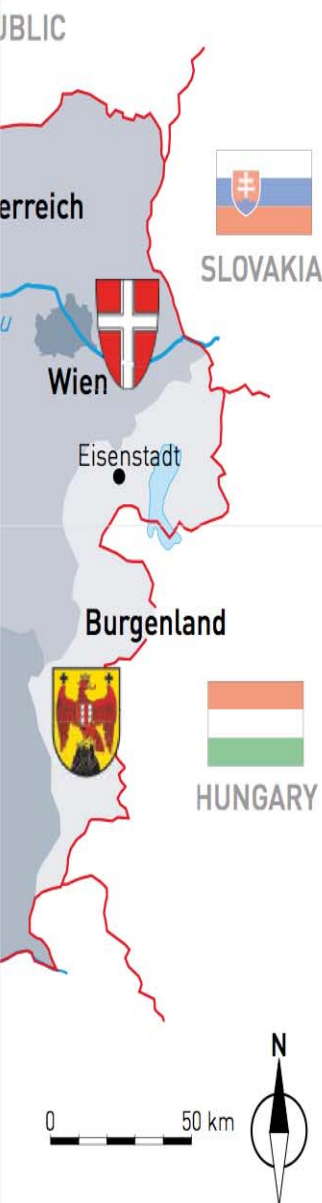 UBLIC
erreich
SLOVAKIA
u
Wien
Eisenstadt
Burgenland
HUNGARY
N
0 50 km